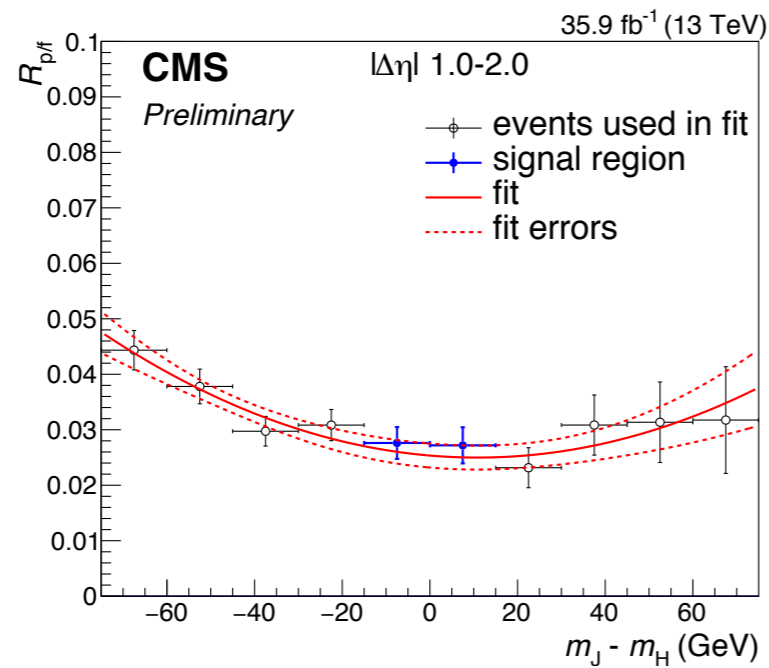 35.9 fb⁻¹ (13 TeV)
R_p/f
CMS
|Δη| 1.0-2.0
Preliminary
events used in fit
signal region
fit
fit errors
0.1
0.09
0.08
0.07
0.06
0.05
0.04
0.03
0.02
0.01
0
−60 −40 −20 0 20 40 60
m_J - m_H (GeV)